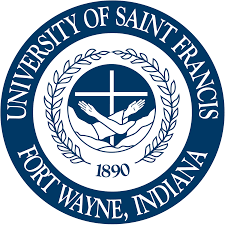 UNIVERSITY OF SAINT FRANCIS
1890
FORT WAYNE, INDIANA